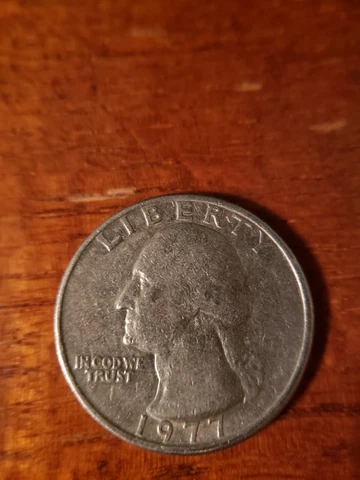 LIBERTY
IN GOD WE
TRUST
1977